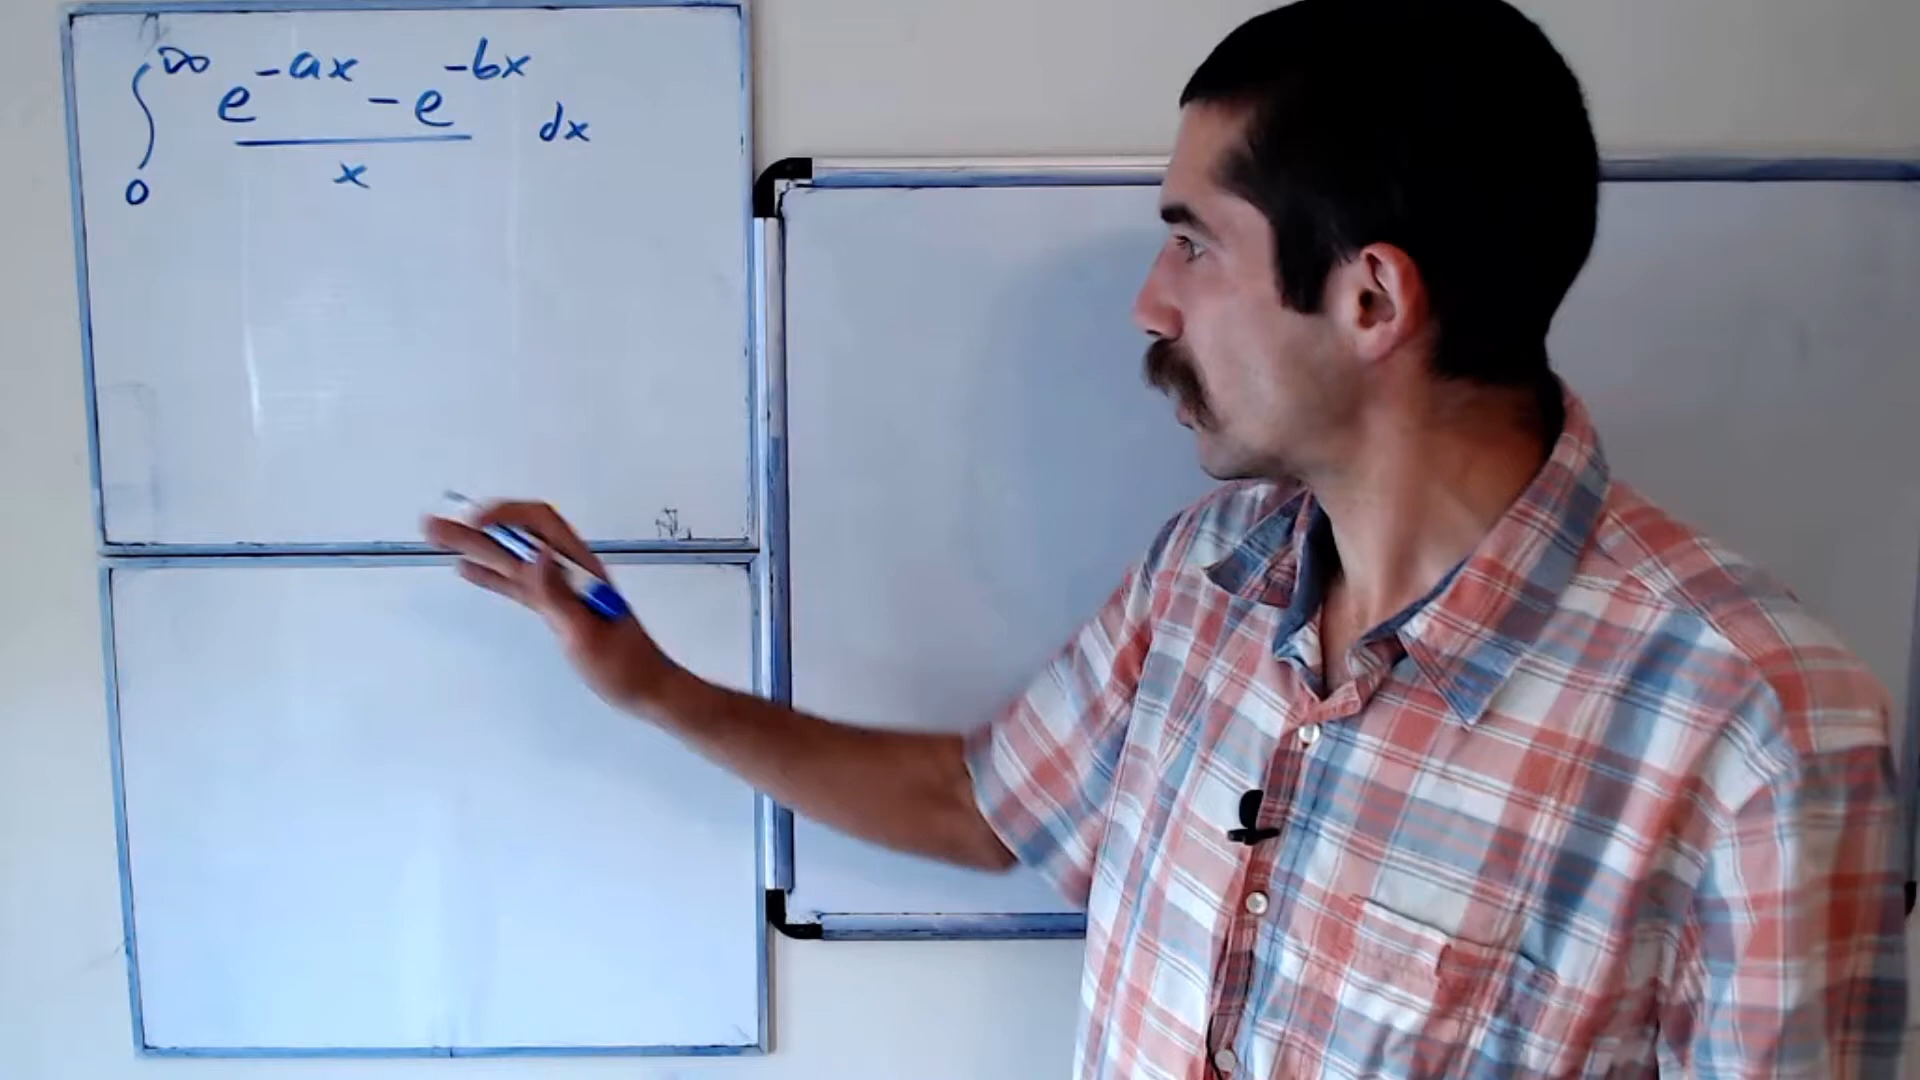 ∫₀^∞ (e^{-ax} - e^{-bx})/x dx